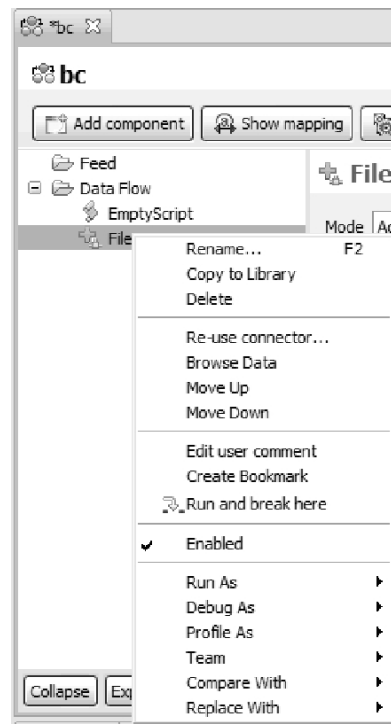 *bc
bc
Add component
Show mapping
Feed
Data Flow
EmptyScript
File
File
Mode
Rename... F2
Copy to Library
Delete
Re-use connector...
Browse Data
Move Up
Move Down
Edit user comment
Create Bookmark
Run and break here
Enabled
Run As
Debug As
Profile As
Team
Compare With
Replace With
Collapse